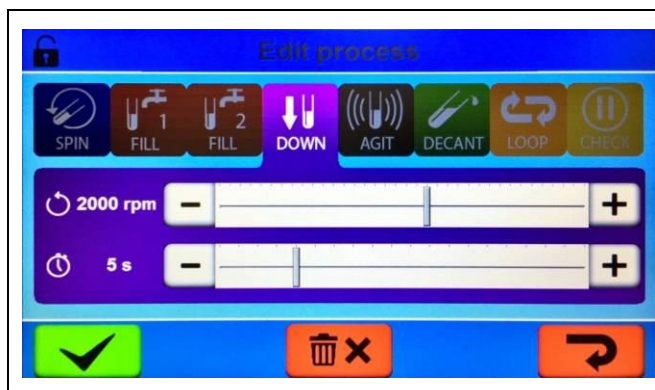 Edit process
SPIN
1 FILL
2 FILL
DOWN
AGIT
DECANT
LOOP
CHECK
2000 rpm
5 s